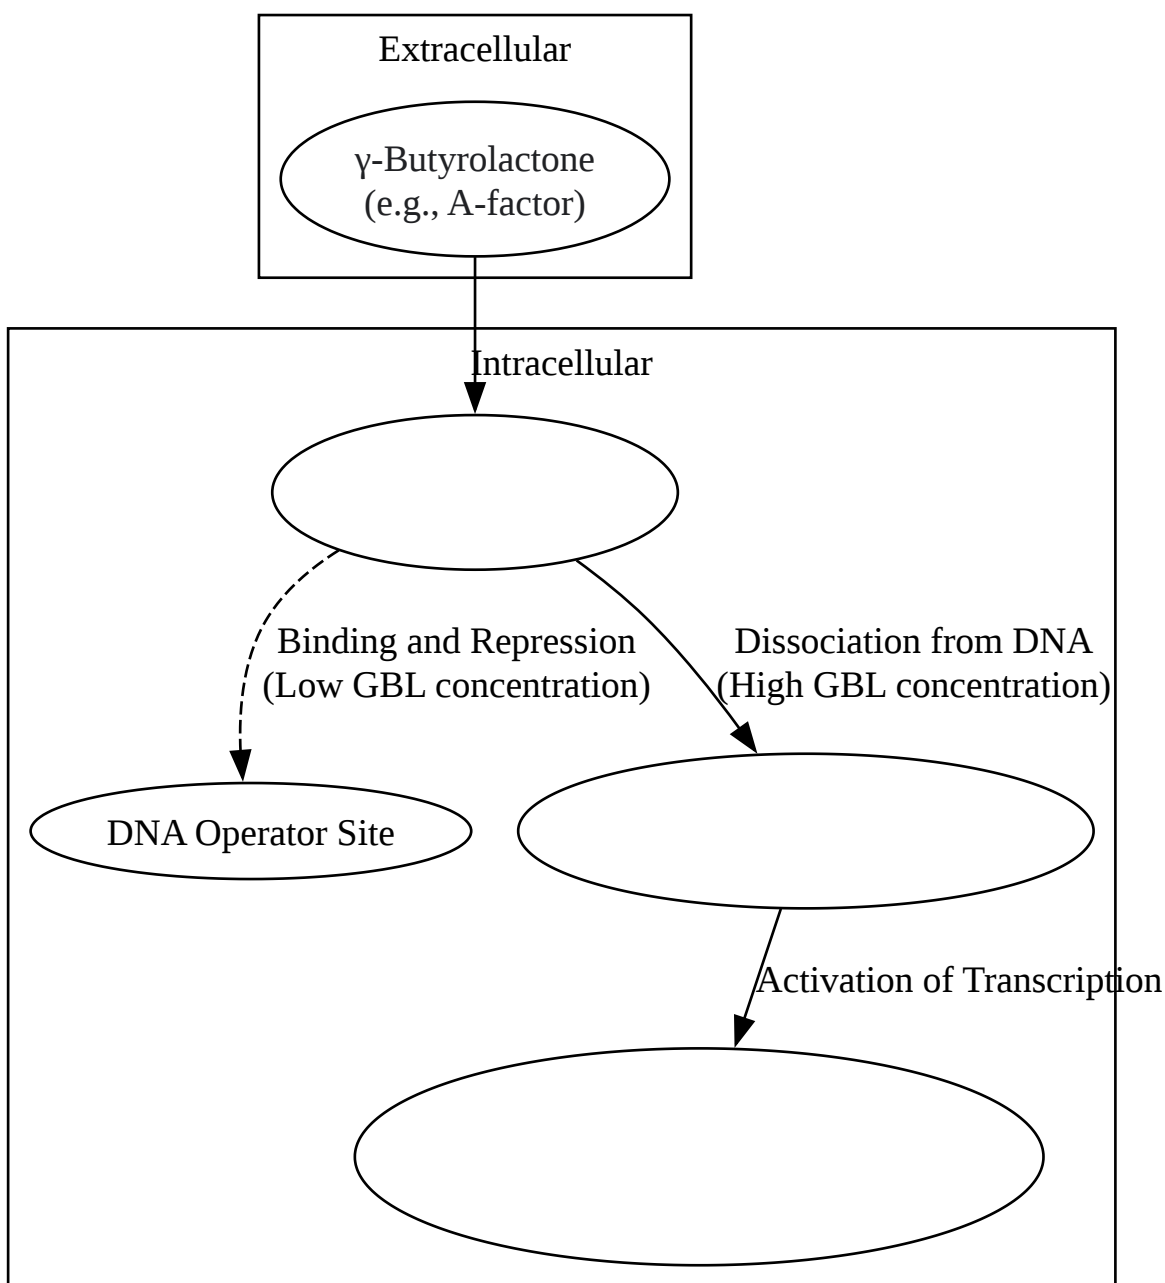 Extracellular
γ-Butyrolactone
(e.g., A-factor)
Intracellular
Binding and Repression
(Low GBL concentration)
Dissociation from DNA
(High GBL concentration)
DNA Operator Site
Activation of Transcription